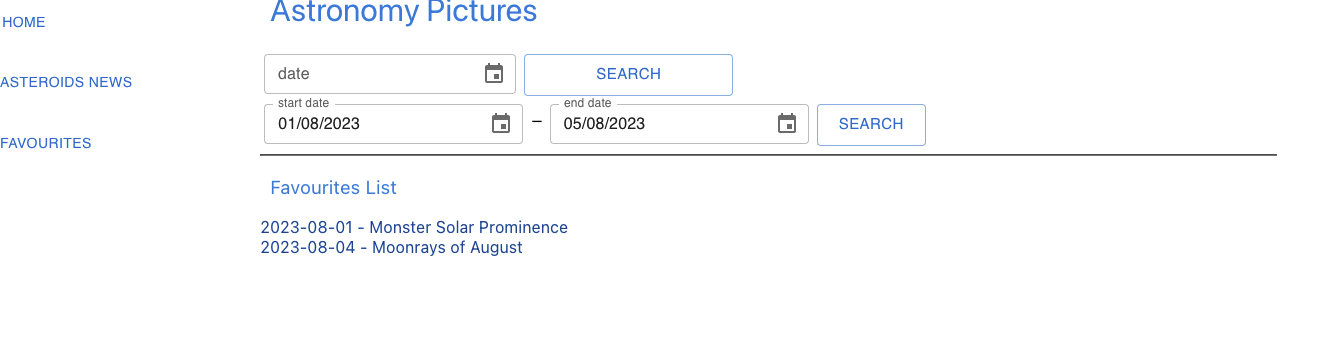 HOME
ASTEROIDS NEWS
FAVOURITES
Astronomy Pictures
date
SEARCH
start date
01/08/2023
–
end date
05/08/2023
SEARCH
Favourites List
2023-08-01 - Monster Solar Prominence
2023-08-04 - Moonrays of August